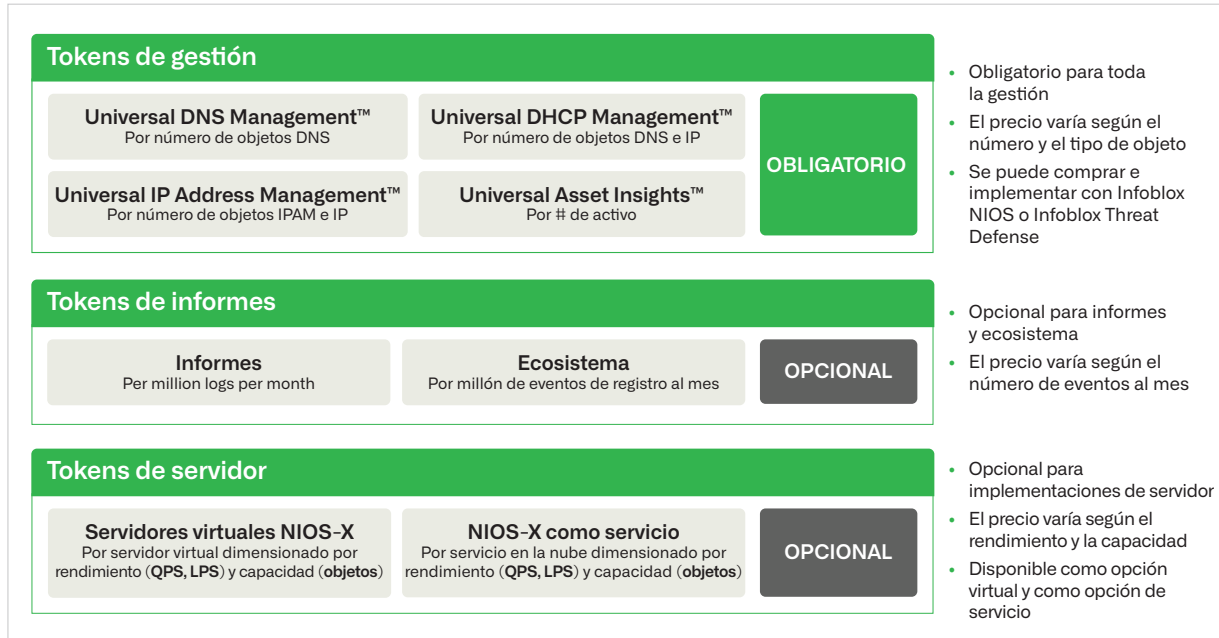 Tokens de gestión
Universal DNS Management™
Por número de objetos DNS
Universal DHCP Management™
Por número de objetos DNS e IP
Universal IP Address Management™
Por número de objetos IPAM e IP
Universal Asset Insights™
Por # de activo
OBLIGATORIO
• Obligatorio para toda
la gestión
• El precio varía según el
número y el tipo de objeto
• Se puede comprar e
implementar con Infoblox
NIOS o Infoblox Threat
Defense
Tokens de informes
Informes
Per million logs per month
Ecosistema
Por millón de eventos de registro al mes
OPCIONAL
• Opcional para informes
y ecosistema
• El precio varía según el
número de eventos al mes
Tokens de servidor
Servidores virtuales NIOS-X
Por servidor virtual dimensionado por
rendimiento (QPS, LPS) y capacidad (objetos)
NIOS-X como servicio
Por servicio en la nube dimensionado por
rendimiento (QPS, LPS) y capacidad (objetos)
OPCIONAL
• Opcional para
implementaciones de servidor
• El precio varía según el
rendimiento y la capacidad
• Disponible como opción
virtual y como opción de
servicio